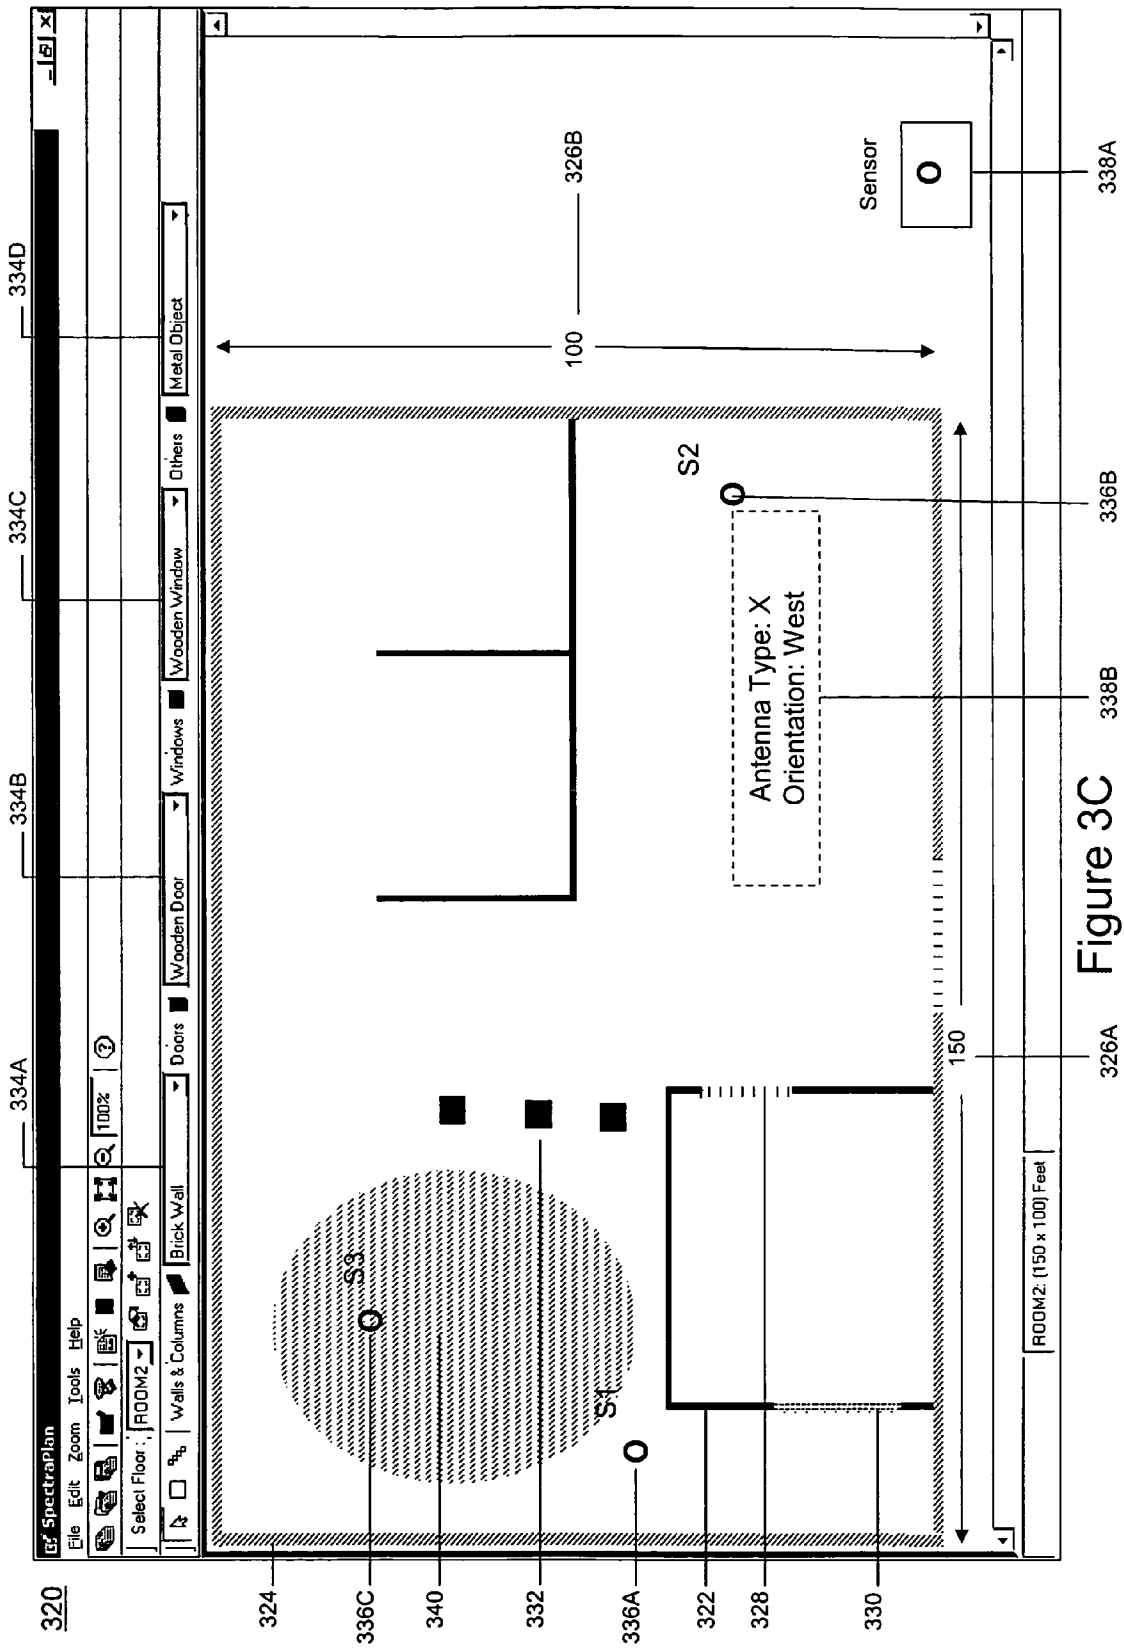 320
SpectraPlan
File Edit Zoom Tools Help
100%
Select Floor : ROOM2
Walls & Columns Brick Wall Doors Wooden Door Windows Wooden Window Others Metal Object
334A
334B
334C
334D
324
336C
340
332
336A
322
328
330
S3
S1
S2
100
326B
Antenna Type: X
Orientation: West
Sensor
150
ROOM2: (150 x 100) Feet
326A
338B
336B
338A
Figure 3C